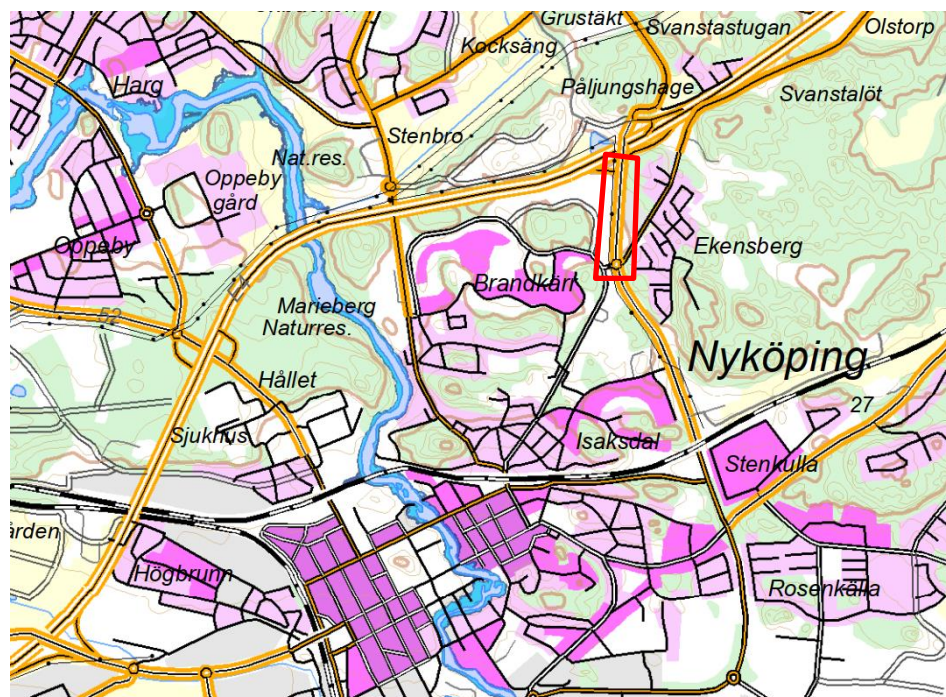 Grustäkt
Svanstastugan
Olstorp
Kocksäng
Harg
Påljungshage
Svanstalöt
Stenbro
Nat.res.
Oppeby
gård
Oppeby
Ekensberg
Brandkärr
Marieberg
Naturres.
52
Nyköping
Hållet
27
Sjukhus
Isaksdal
Stenkulla
Högbrunn
Rosenkälla